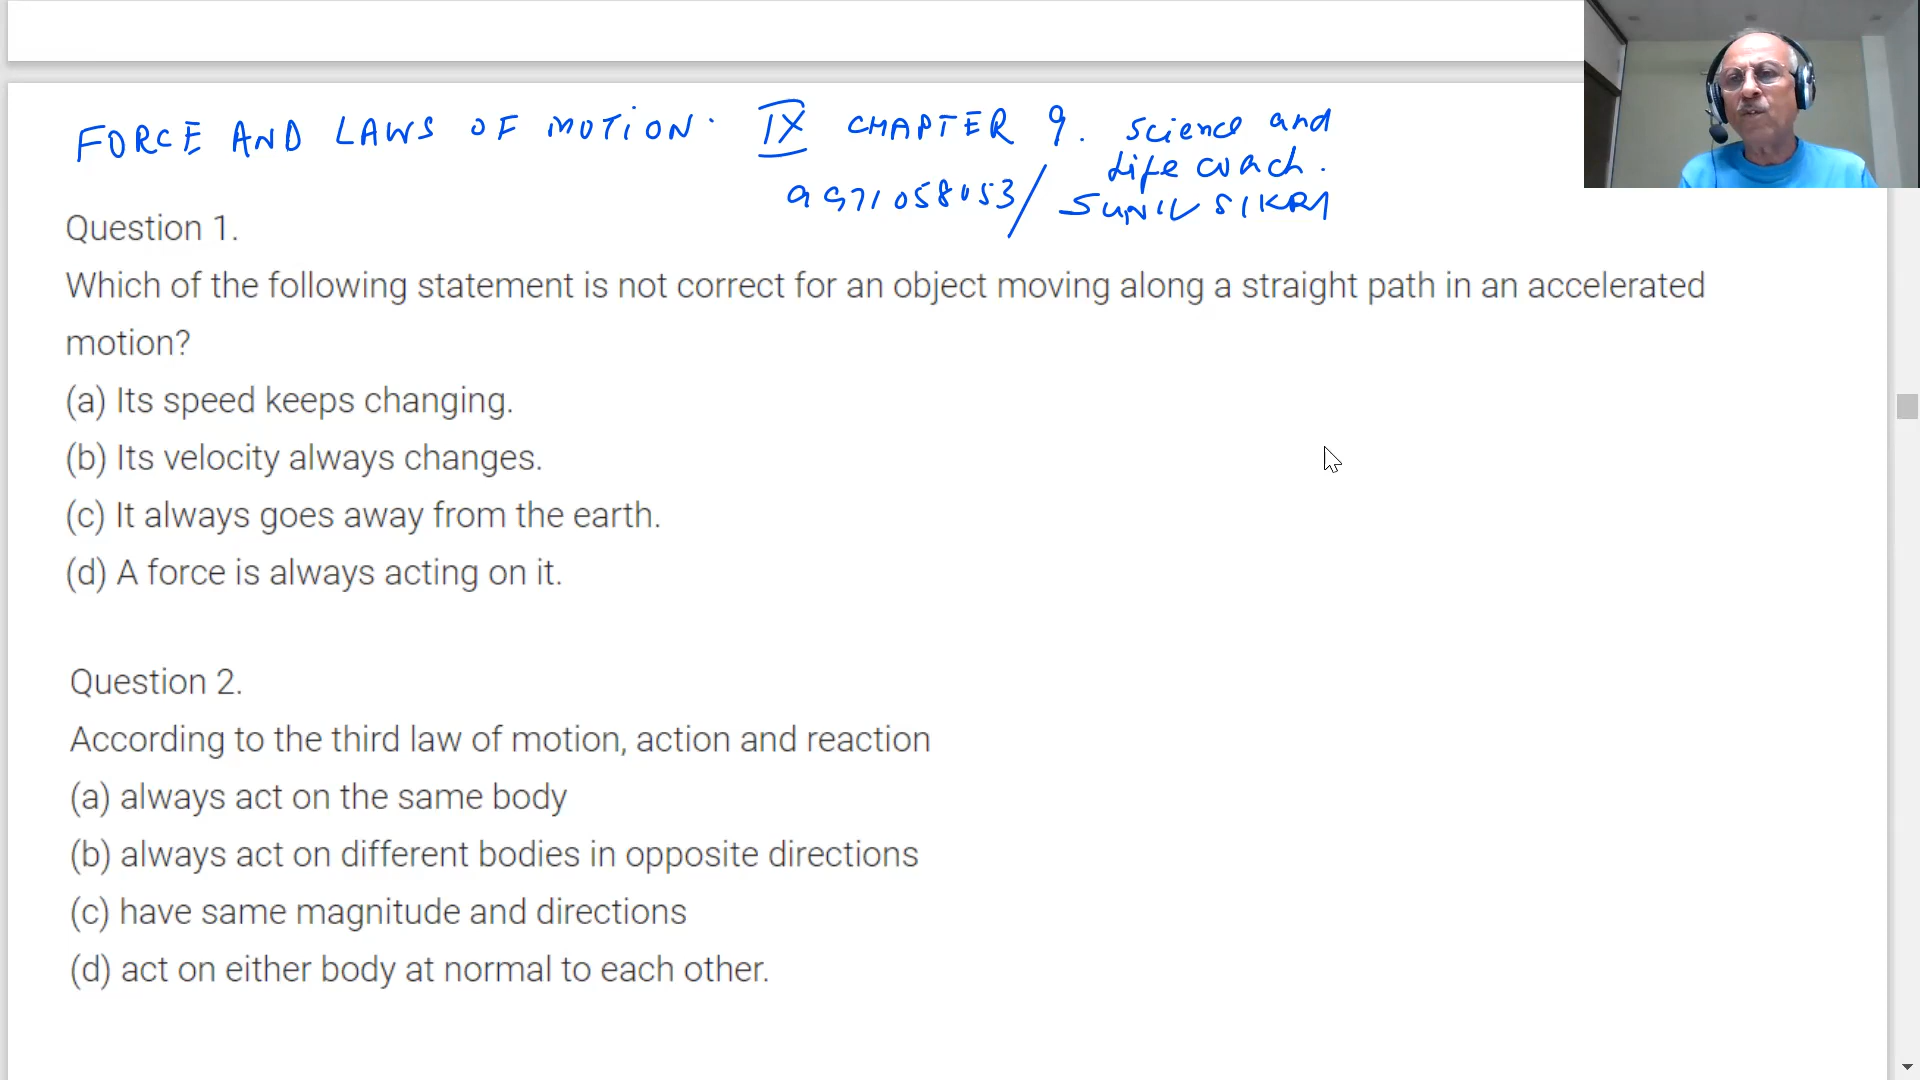 FORCE AND LAWS OF MOTION. IX CHAPTER 9. Science and
Life coach.
9971058053/ SUNIL SIKRI
Question 1.
Which of the following statement is not correct for an object moving along a straight path in an accelerated
motion?
(a) Its speed keeps changing.
(b) Its velocity always changes.
(c) It always goes away from the earth.
(d) A force is always acting on it.
Question 2.
According to the third law of motion, action and reaction
(a) always act on the same body
(b) always act on different bodies in opposite directions
(c) have same magnitude and directions
(d) act on either body at normal to each other.